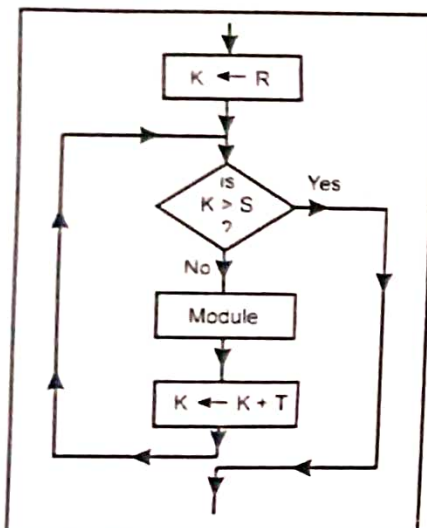 K ← R
is
K > S
?
Yes
No
Module
K ← K + T